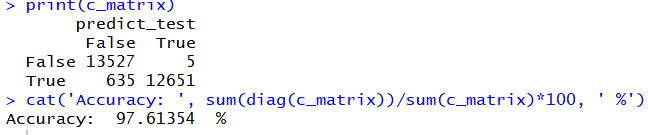 > print(c_matrix)
predict_test
False True
False 13527 5
True 635 12651
> cat('Accuracy: ', sum(diag(c_matrix))/sum(c_matrix)*100, ' %')
Accuracy:  97.61354  %